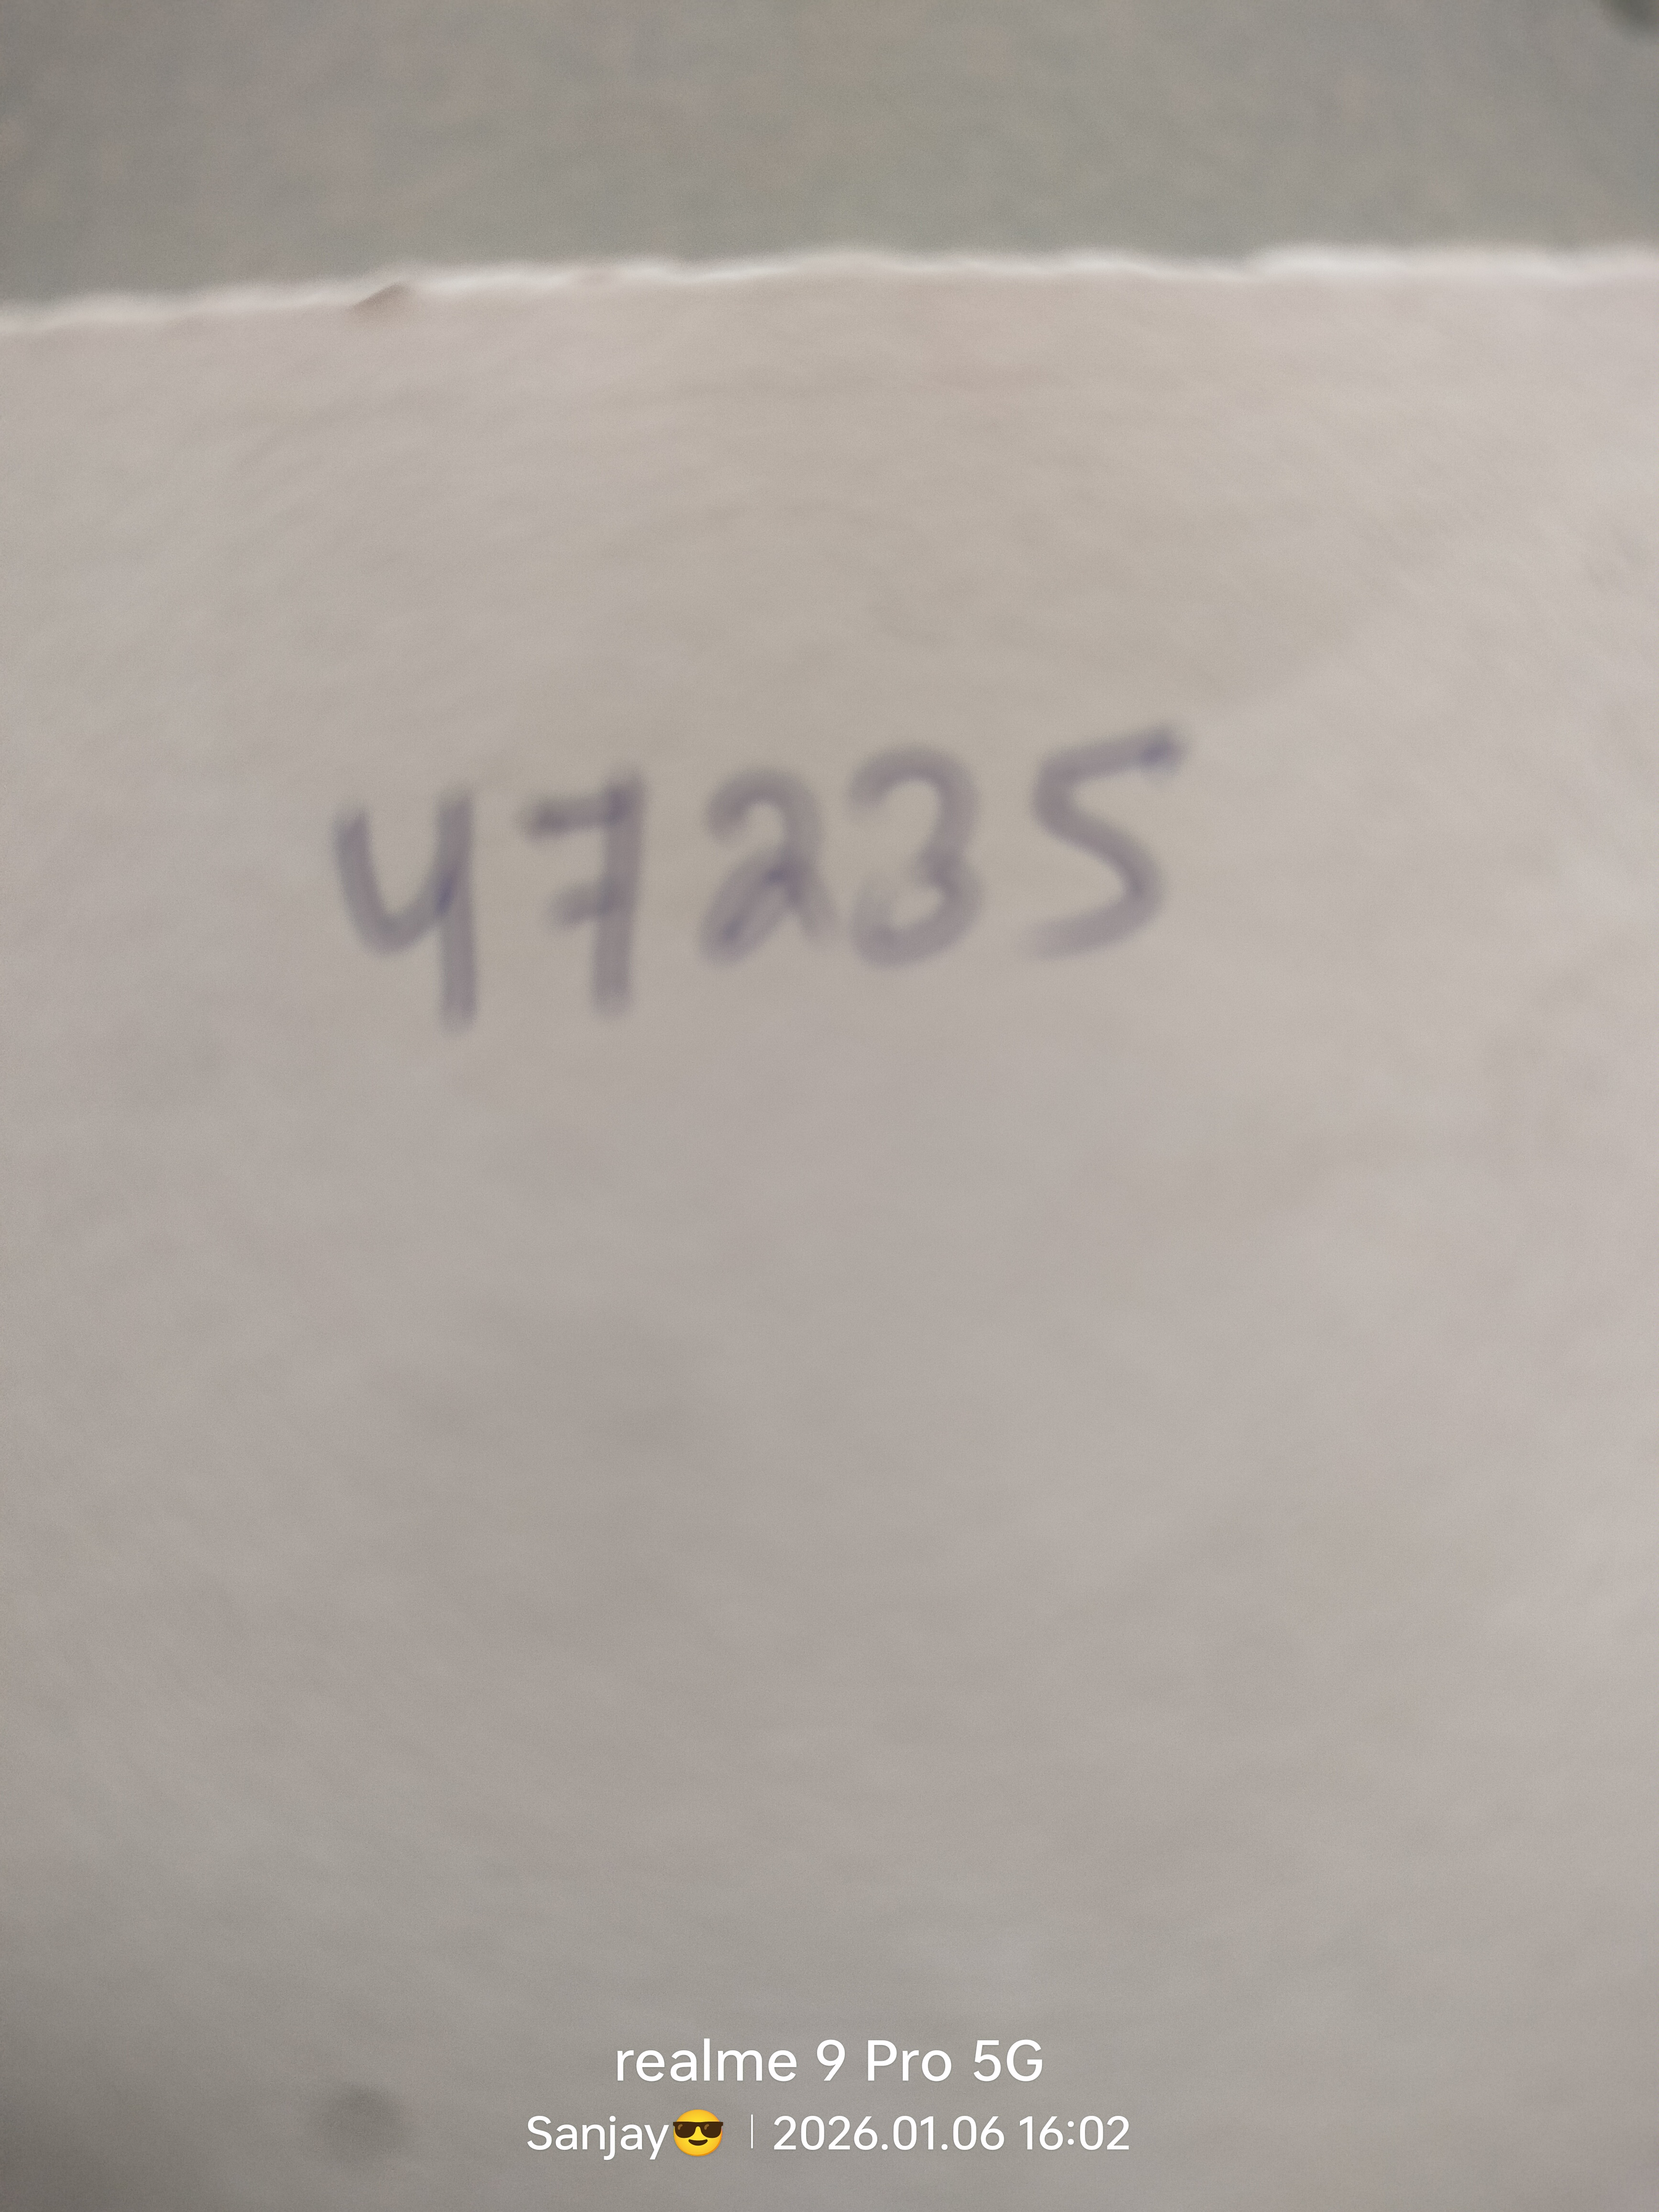 47235
realme 9 Pro 5G
Sanjay😎 | 2026.01.06 16:02